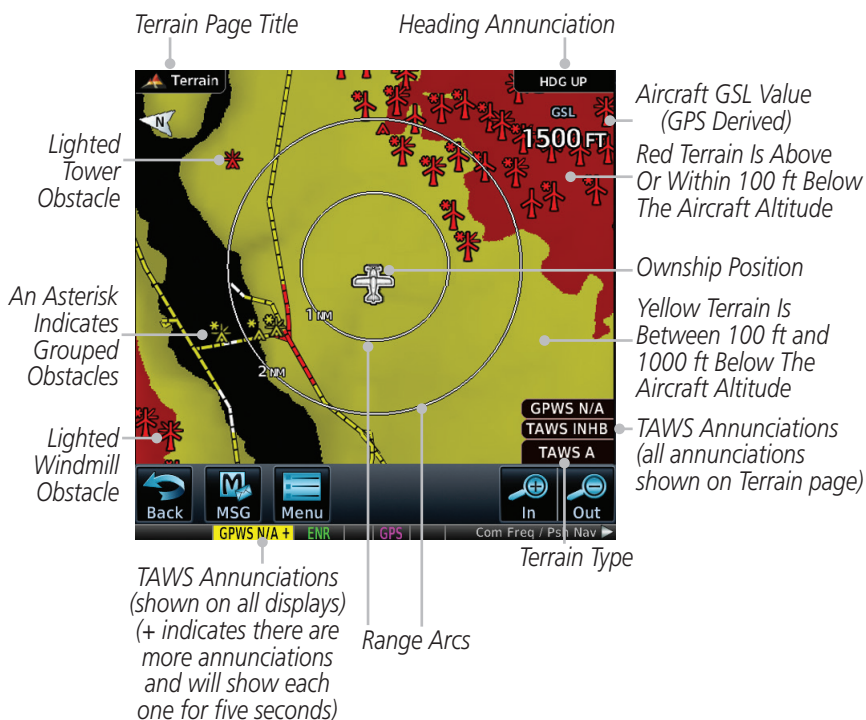 Terrain Page Title
Heading Annunciation
Terrain
HDG UP
N
GSL
1500 FT
Aircraft GSL Value
(GPS Derived)
Lighted
Tower
Obstacle
Red Terrain Is Above
Or Within 100 ft Below
The Aircraft Altitude
Ownship Position
An Asterisk
Indicates
Grouped
Obstacles
1 NM
2 NM
Yellow Terrain Is
Between 100 ft and
1000 ft Below The
Aircraft Altitude
Lighted
Windmill
Obstacle
GPWS N/A
TAWS INHB
TAWS A
TAWS Annunciations
(all annunciations
shown on Terrain page)
Back
MSG
Menu
In
Out
GPWS N/A +
ENR
GPS
Com Freq / Psh Nav
Terrain Type
TAWS Annunciations
(shown on all displays)
(+ indicates there are
more annunciations
and will show each
one for five seconds)
Range Arcs